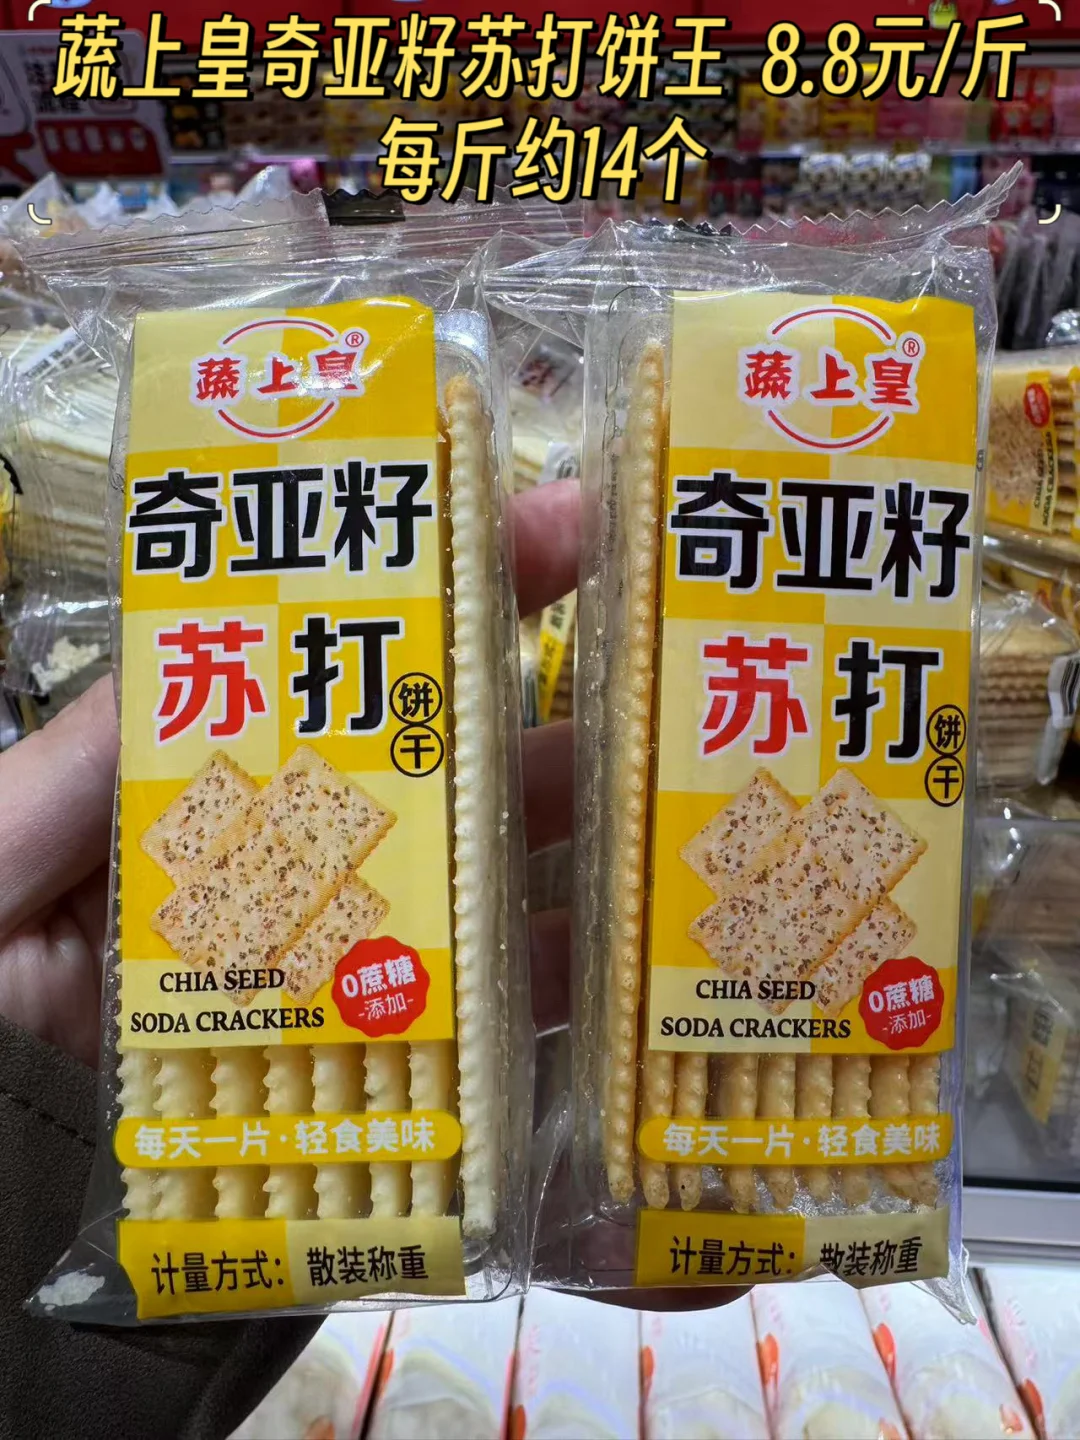 蔬上皇奇亚籽苏打饼王 8.8元/斤
每斤约14个
蔬上皇®
奇亚籽
苏打饼干
CHIA SEED
SODA CRACKERS
0蔗糖
-添加-
每天一片·轻食美味
计量方式：散装称重
蔬上皇®
奇亚籽
苏打饼干
CHIA SEED
SODA CRACKERS
0蔗糖
-添加-
每天一片·轻食美味
计量方式：散装称重